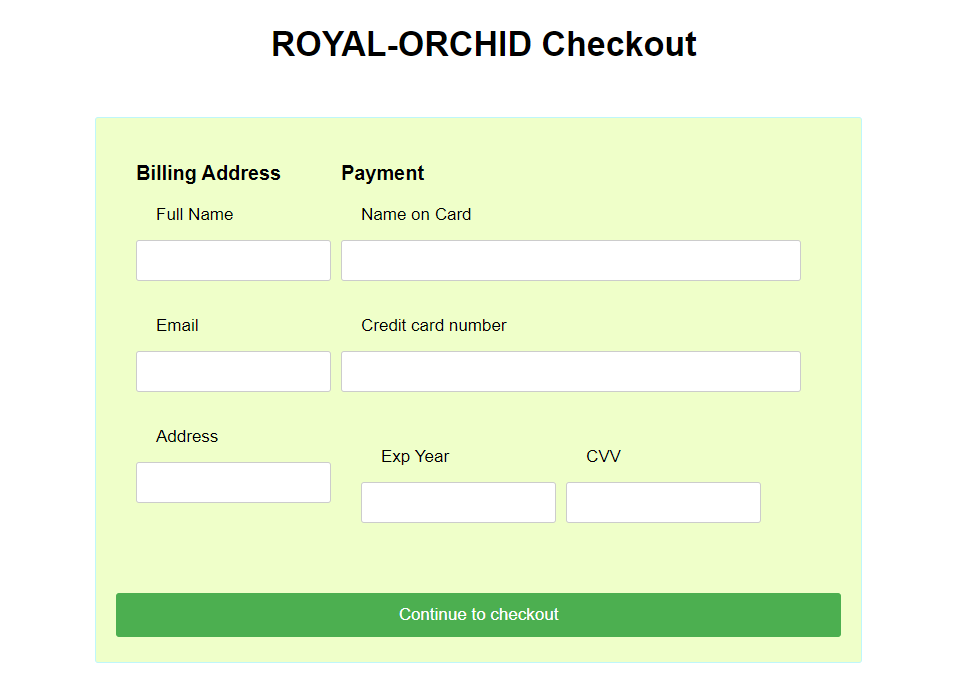 ROYAL-ORCHID Checkout
Billing Address
Full Name
Email
Address
Payment
Name on Card
Credit card number
Exp Year
CVV
Continue to checkout